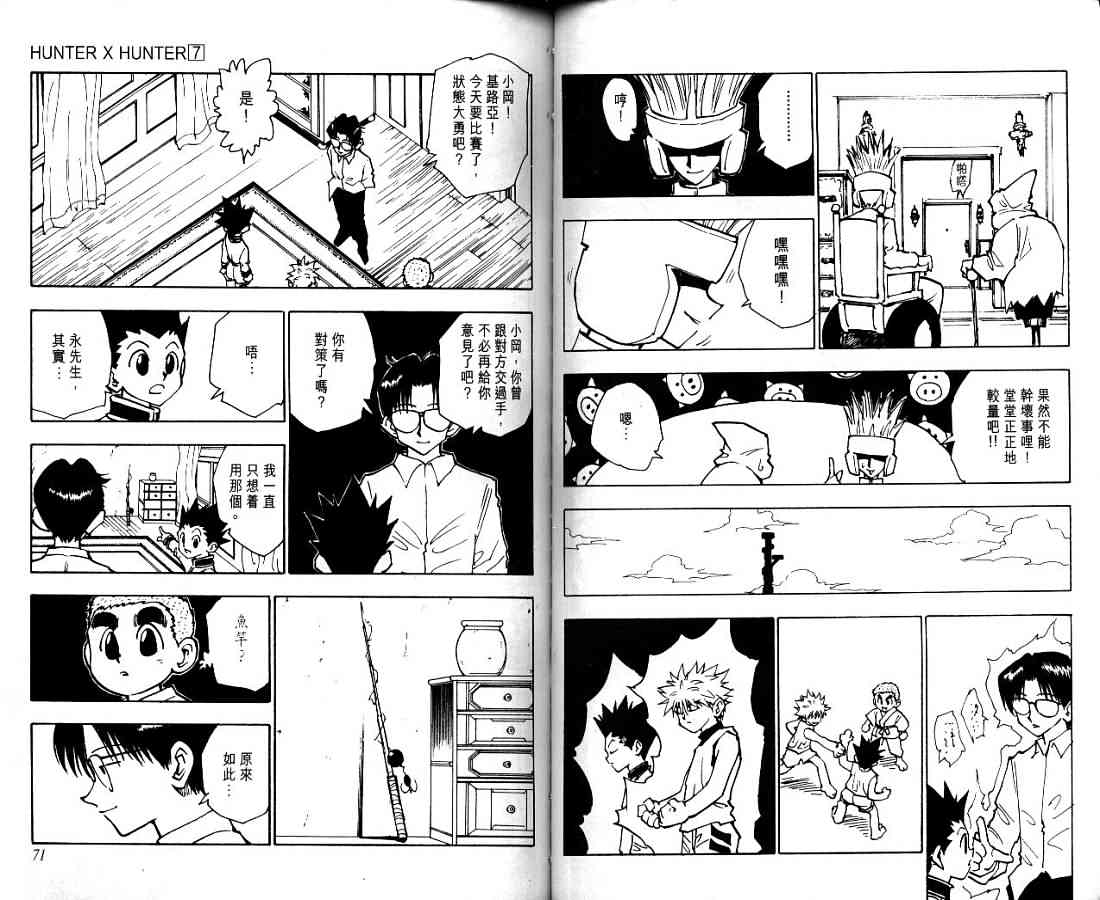 HUNTER X HUNTER 7
啪嗒
…………
哼！
嘿
嘿
嘿！
果然不能
幹壞事哩！
堂堂正正地
較量吧!!
嗯…
小岡！
基路亞！
今天要比賽了，
狀態大勇吧？
是！
小岡，你曾
跟對方交過手，
不必再給你
意見了吧？
你有
對策了嗎？
唔…
永先生，
其實…
我一直
只想着
用那個。
魚竿？
原來
如此…
71